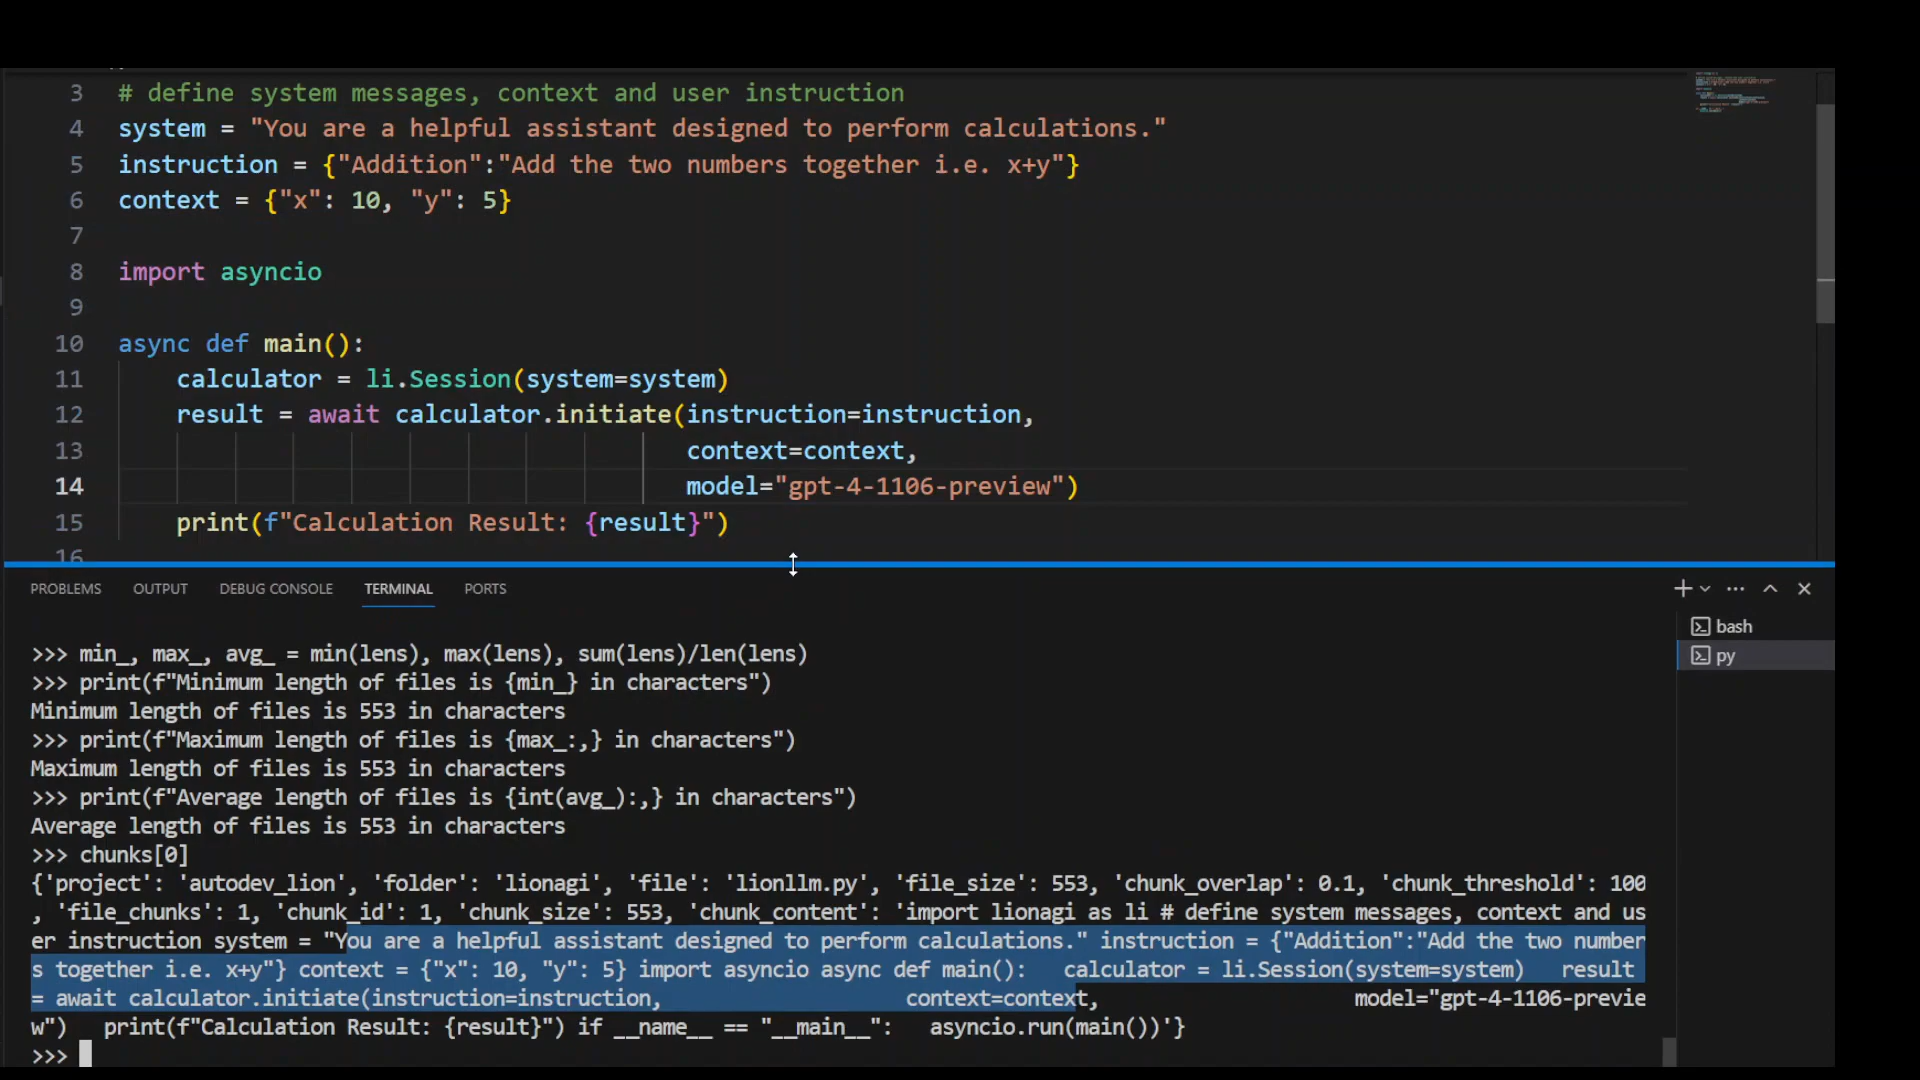 3 # define system messages, context and user instruction
4 system = "You are a helpful assistant designed to perform calculations."
5 instruction = {"Addition":"Add the two numbers together i.e. x+y"}
6 context = {"x": 10, "y": 5}
7
8 import asyncio
9
10 async def main():
11 calculator = li.Session(system=system)
12 result = await calculator.initiate(instruction=instruction,
13 context=context,
14 model="gpt-4-1106-preview")
15 print(f"Calculation Result: {result}")
16
PROBLEMS OUTPUT DEBUG CONSOLE TERMINAL PORTS
bash
py
>>> min_, max_, avg_ = min(lens), max(lens), sum(lens)/len(lens)
>>> print(f"Minimum length of files is {min_} in characters")
Minimum length of files is 553 in characters
>>> print(f"Maximum length of files is {max_:,} in characters")
Maximum length of files is 553 in characters
>>> print(f"Average length of files is {int(avg_):,} in characters")
Average length of files is 553 in characters
>>> chunks[0]
{'project': 'autodev_lion', 'folder': 'lionagi', 'file': 'lionllm.py', 'file_size': 553, 'chunk_overlap': 0.1, 'chunk_threshold': 100
, 'file_chunks': 1, 'chunk_id': 1, 'chunk_size': 553, 'chunk_content': 'import lionagi as li # define system messages, context and us
er instruction system = "You are a helpful assistant designed to perform calculations." instruction = {"Addition":"Add the two number
s together i.e. x+y"} context = {"x": 10, "y": 5} import asyncio async def main(): calculator = li.Session(system=system) result
= await calculator.initiate(instruction=instruction, context=context, model="gpt-4-1106-previe
w") print(f"Calculation Result: {result}") if __name__ == "__main__": asyncio.run(main())'}
>>>